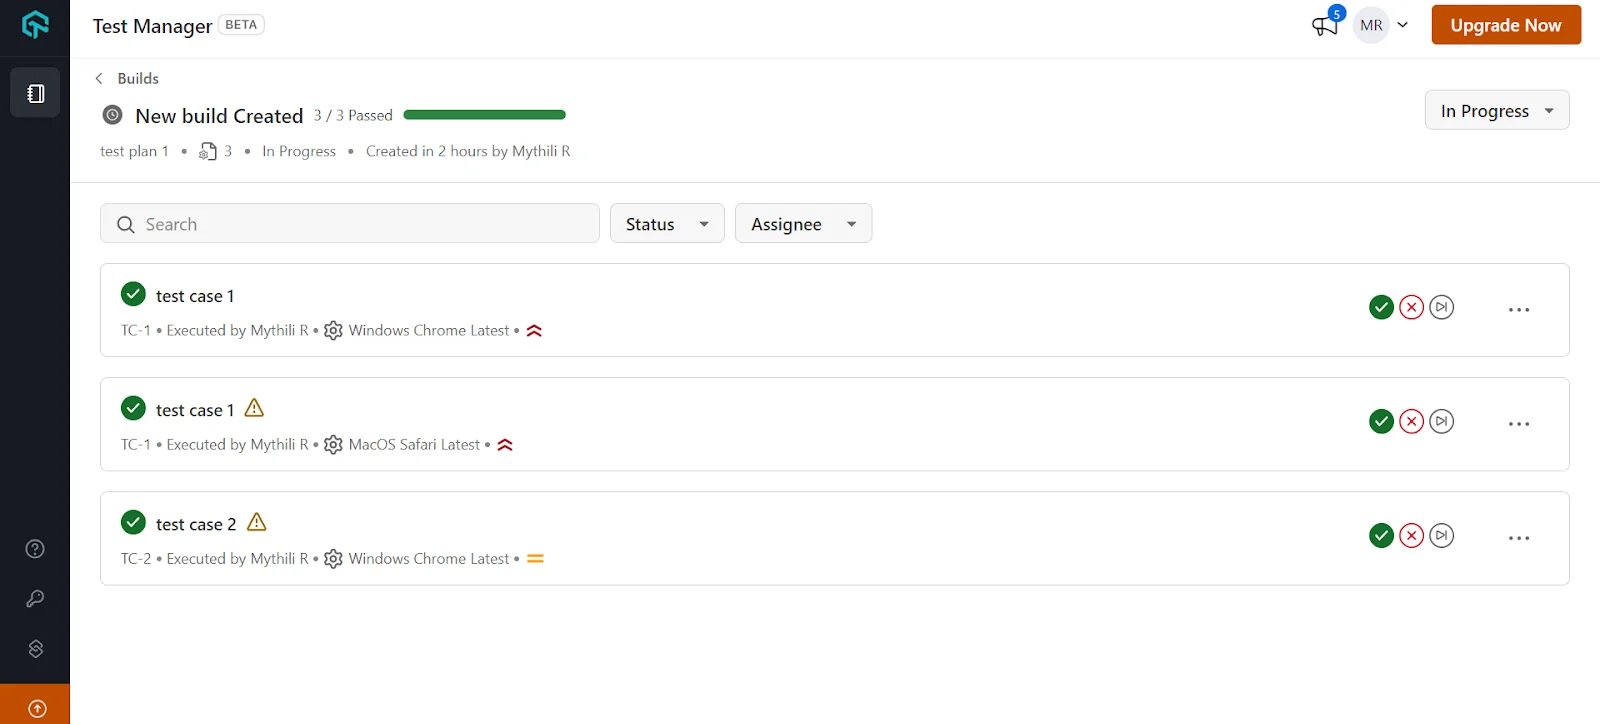 Test Manager BETA
5
MR
Upgrade Now
Builds
New build Created 3 / 3 Passed
In Progress
test plan 1 • 3 • In Progress • Created in 2 hours by Mythili R
Search
Status
Assignee
test case 1
TC-1 • Executed by Mythili R • Windows Chrome Latest •
test case 1
TC-1 • Executed by Mythili R • MacOS Safari Latest •
test case 2
TC-2 • Executed by Mythili R • Windows Chrome Latest •